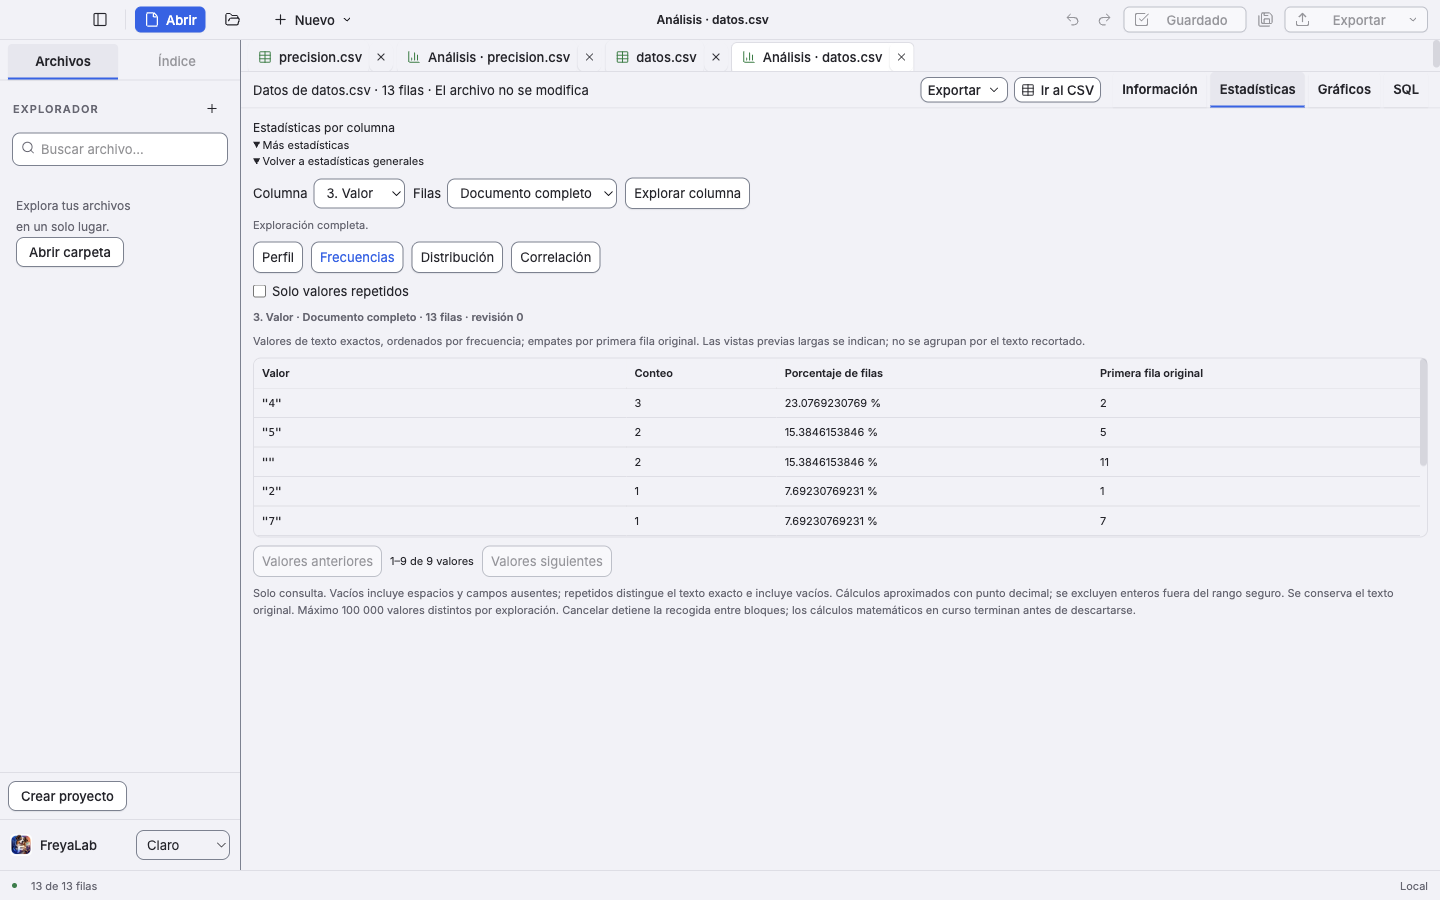 Abrir
Nuevo
Análisis · datos.csv
Guardado
Exportar
Archivos
Índice
precision.csv
Análisis · precision.csv
datos.csv
Análisis · datos.csv
EXPLORADOR
Buscar archivo...
Explora tus archivos
en un solo lugar.
Abrir carpeta
Crear proyecto
FreyaLab
Claro
Datos de datos.csv · 13 filas · El archivo no se modifica
Exportar
Ir al CSV
Información
Estadísticas
Gráficos
SQL
Estadísticas por columna
Más estadísticas
Volver a estadísticas generales
Columna
3. Valor
Filas
Documento completo
Explorar columna
Exploración completa.
Perfil
Frecuencias
Distribución
Correlación
Solo valores repetidos
3. Valor · Documento completo · 13 filas · revisión 0
Valores de texto exactos, ordenados por frecuencia; empates por primera fila original. Las vistas previas largas se indican; no se agrupan por el texto recortado.
Valor Conteo Porcentaje de filas Primera fila original
"4" 3 23.0769230769 % 2
"5" 2 15.3846153846 % 5
"" 2 15.3846153846 % 11
"2" 1 7.69230769231 % 1
"7" 1 7.69230769231 % 7
Valores anteriores
1–9 de 9 valores
Valores siguientes
Solo consulta. Vacíos incluye espacios y campos ausentes; repetidos distingue el texto exacto e incluye vacíos. Cálculos aproximados con punto decimal; se excluyen enteros fuera del rango seguro. Se conserva el texto
original. Máximo 100 000 valores distintos por exploración. Cancelar detiene la recogida entre bloques; los cálculos matemáticos en curso terminan antes de descartarse.
13 de 13 filas
Local